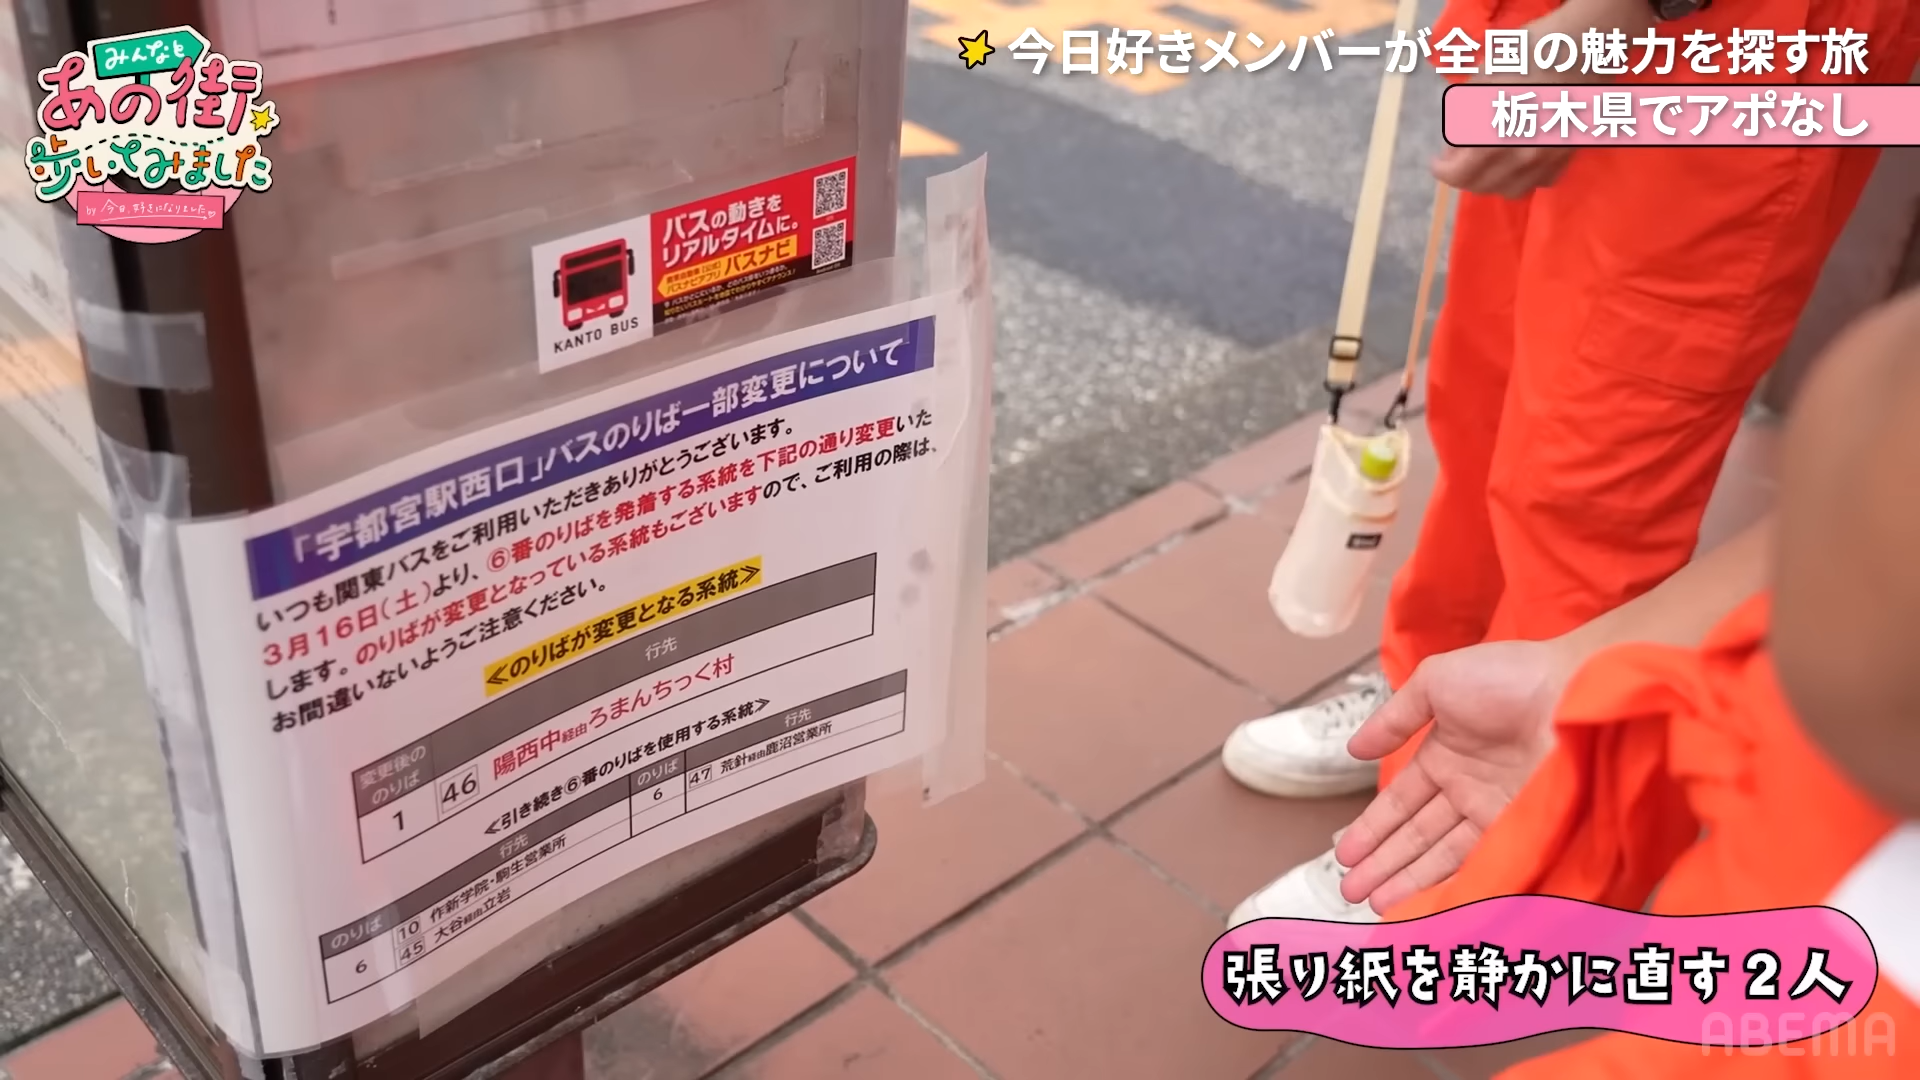 みんなと
あの街
歩いてみました
by 今日、好きになりました
今日好きメンバーが全国の魅力を探す旅
栃木県でアポなし
バスの動きを
リアルタイムに。
バスナビ
KANTO BUS
「宇都宮駅西口」バスのりば一部変更について
いつも関東バスをご利用いただきありがとうございます。
3月16日(土)より、⑥番のりばを発着する系統を下記の通り変更いた
します。のりばが変更となっている系統もございますので、ご利用の際は、
お間違いないようご注意ください。
≪のりばが変更となる系統≫
変更後ののりば 行先
1 46 陽西中経由ろまんちっく村
≪引き続き⑥番のりばを使用する系統≫
のりば 行先 のりば 行先
6 10 作新学院・駒生営業所 6 47 荒針経由鹿沼営業所
45 大谷経由立岩
張り紙を静かに直す2人
ABEMA